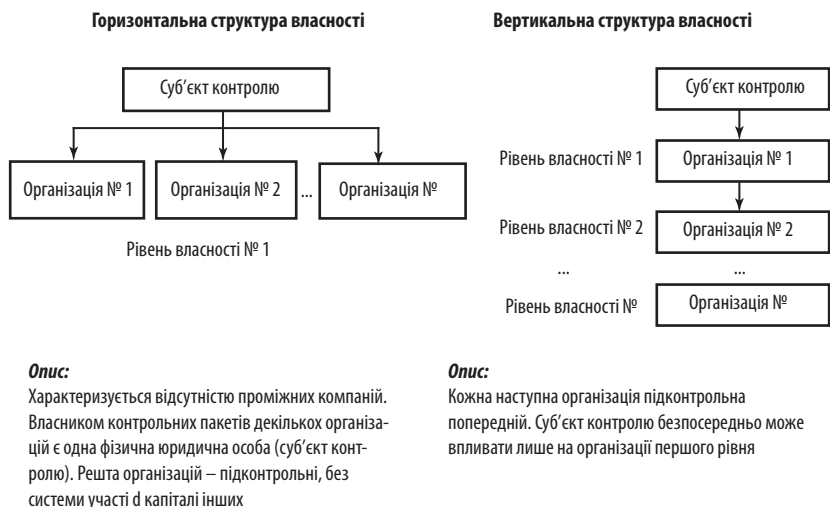 Горизонтальна структура власності
Суб’єкт контролю
Організація № 1
Організація № 2
...
Організація №
Рівень власності № 1
Опис:
Характеризується відсутністю проміжних компаній.
Власником контрольних пакетів декількох організа-
цій є одна фізична юридична особа (суб’єкт конт-
ролю). Решта організацій – підконтрольні, без
системи участі d капіталі інших
Вертикальна структура власності
Суб’єкт контролю
Рівень власності № 1
Організація № 1
Рівень власності № 2
Організація № 2
...
...
Рівень власності №
Організація №
Опис:
Кожна наступна організація підконтрольна
попередній. Суб’єкт контролю безпосередньо може
впливати лише на організації першого рівня